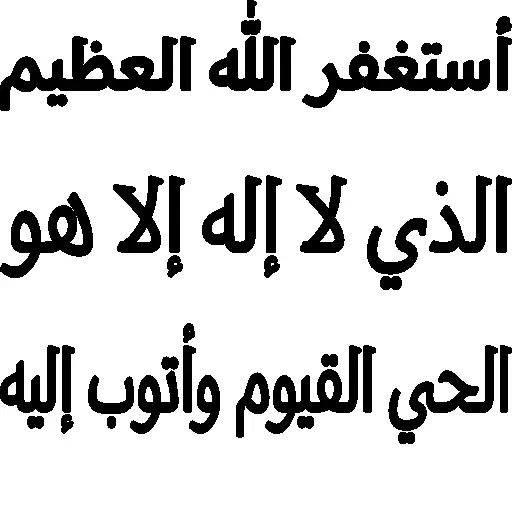 أستغفر الله العظيم
الذي لا إله إلا هو
الحي القيوم وأتوب إليه